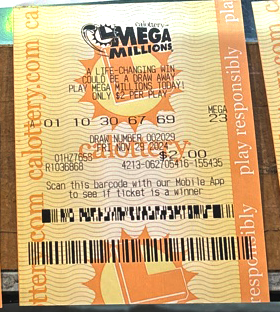 calottery
MEGA
MILLIONS
A LIFE-CHANGING WIN
COULD BE A DRAW AWAY
PLAY MEGA MILLIONS TODAY!
ONLY $2 PER PLAY
MEGA
A 01 10 30 67 69 23
DRAW NUMBER 002029
FRI NOV 29 2024
$2.00
R1036868
4213-062705416-155435
Scan this barcode with our Mobile App
to see if ticket is a winner
calottery.com
play responsibly